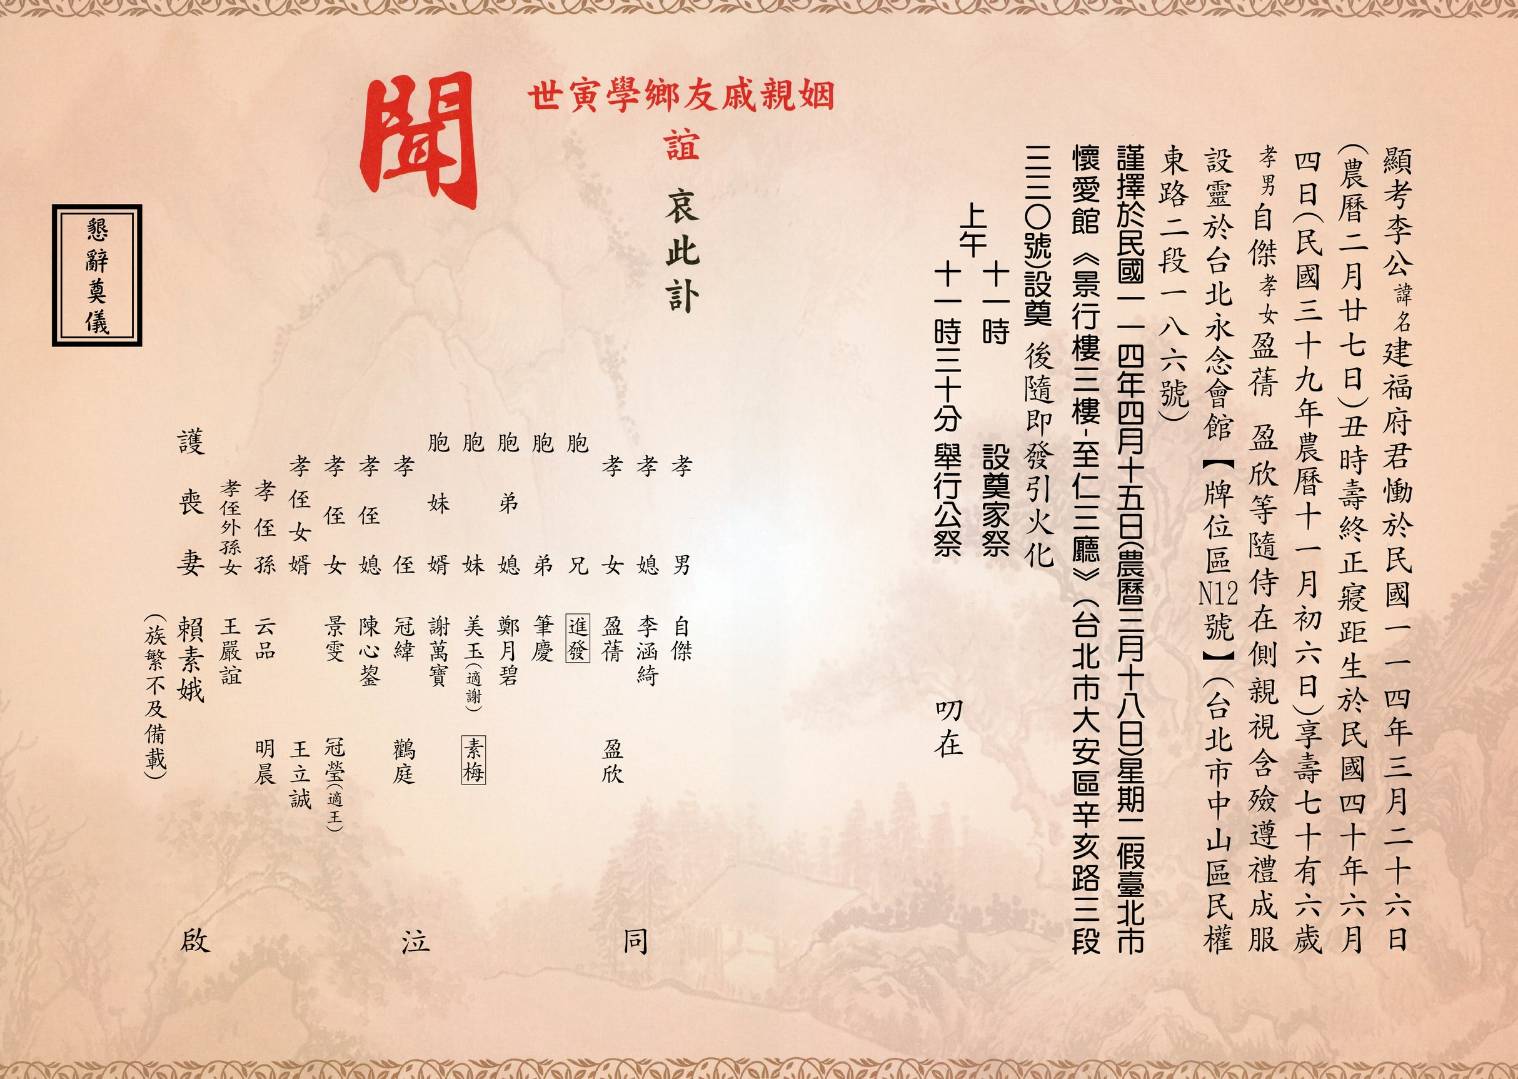 顯考李公諱名建福府君慟於民國一一四年三月二十六日
(農曆二月廿七日)丑時壽終正寢距生於民國四十年六月
四日(民國三十九年農曆十一月初六日)享壽七十有六歲
孝男自傑孝女盈蒨 盈欣等隨侍在側親視含殮遵禮成服
設靈於台北永念會館【牌位區N12號】(台北市中山區民權
東路二段一八六號)
謹擇於民國一一四年四月十五日(農曆三月十八日)星期二假臺北市
懷愛館《景行樓三樓-至仁三廳》(台北市大安區辛亥路三段
三三〇號)設奠 後隨即發引火化
上午
十一時 設奠家祭
十一時三十分 舉行公祭
叨在
姻親戚友鄉學寅世
誼
哀此訃
聞
孝男 自傑
孝媳 李涵綺
孝女 盈蒨 盈欣
胞兄 進發
胞弟 筆慶
胞弟媳 鄭月碧
胞妹 美玉(適謝) 素梅
胞妹婿 謝萬寶
孝侄 冠緯 鸛庭
孝侄媳 陳心鋆
孝侄女 景雯 冠瑩(適王)
孝侄女婿 王立誠
孝侄孫 云品 明晨
孝侄外孫女 王嚴誼
護喪妻 賴素娥
(族繁不及備載)
同 泣 啟
懇辭奠儀